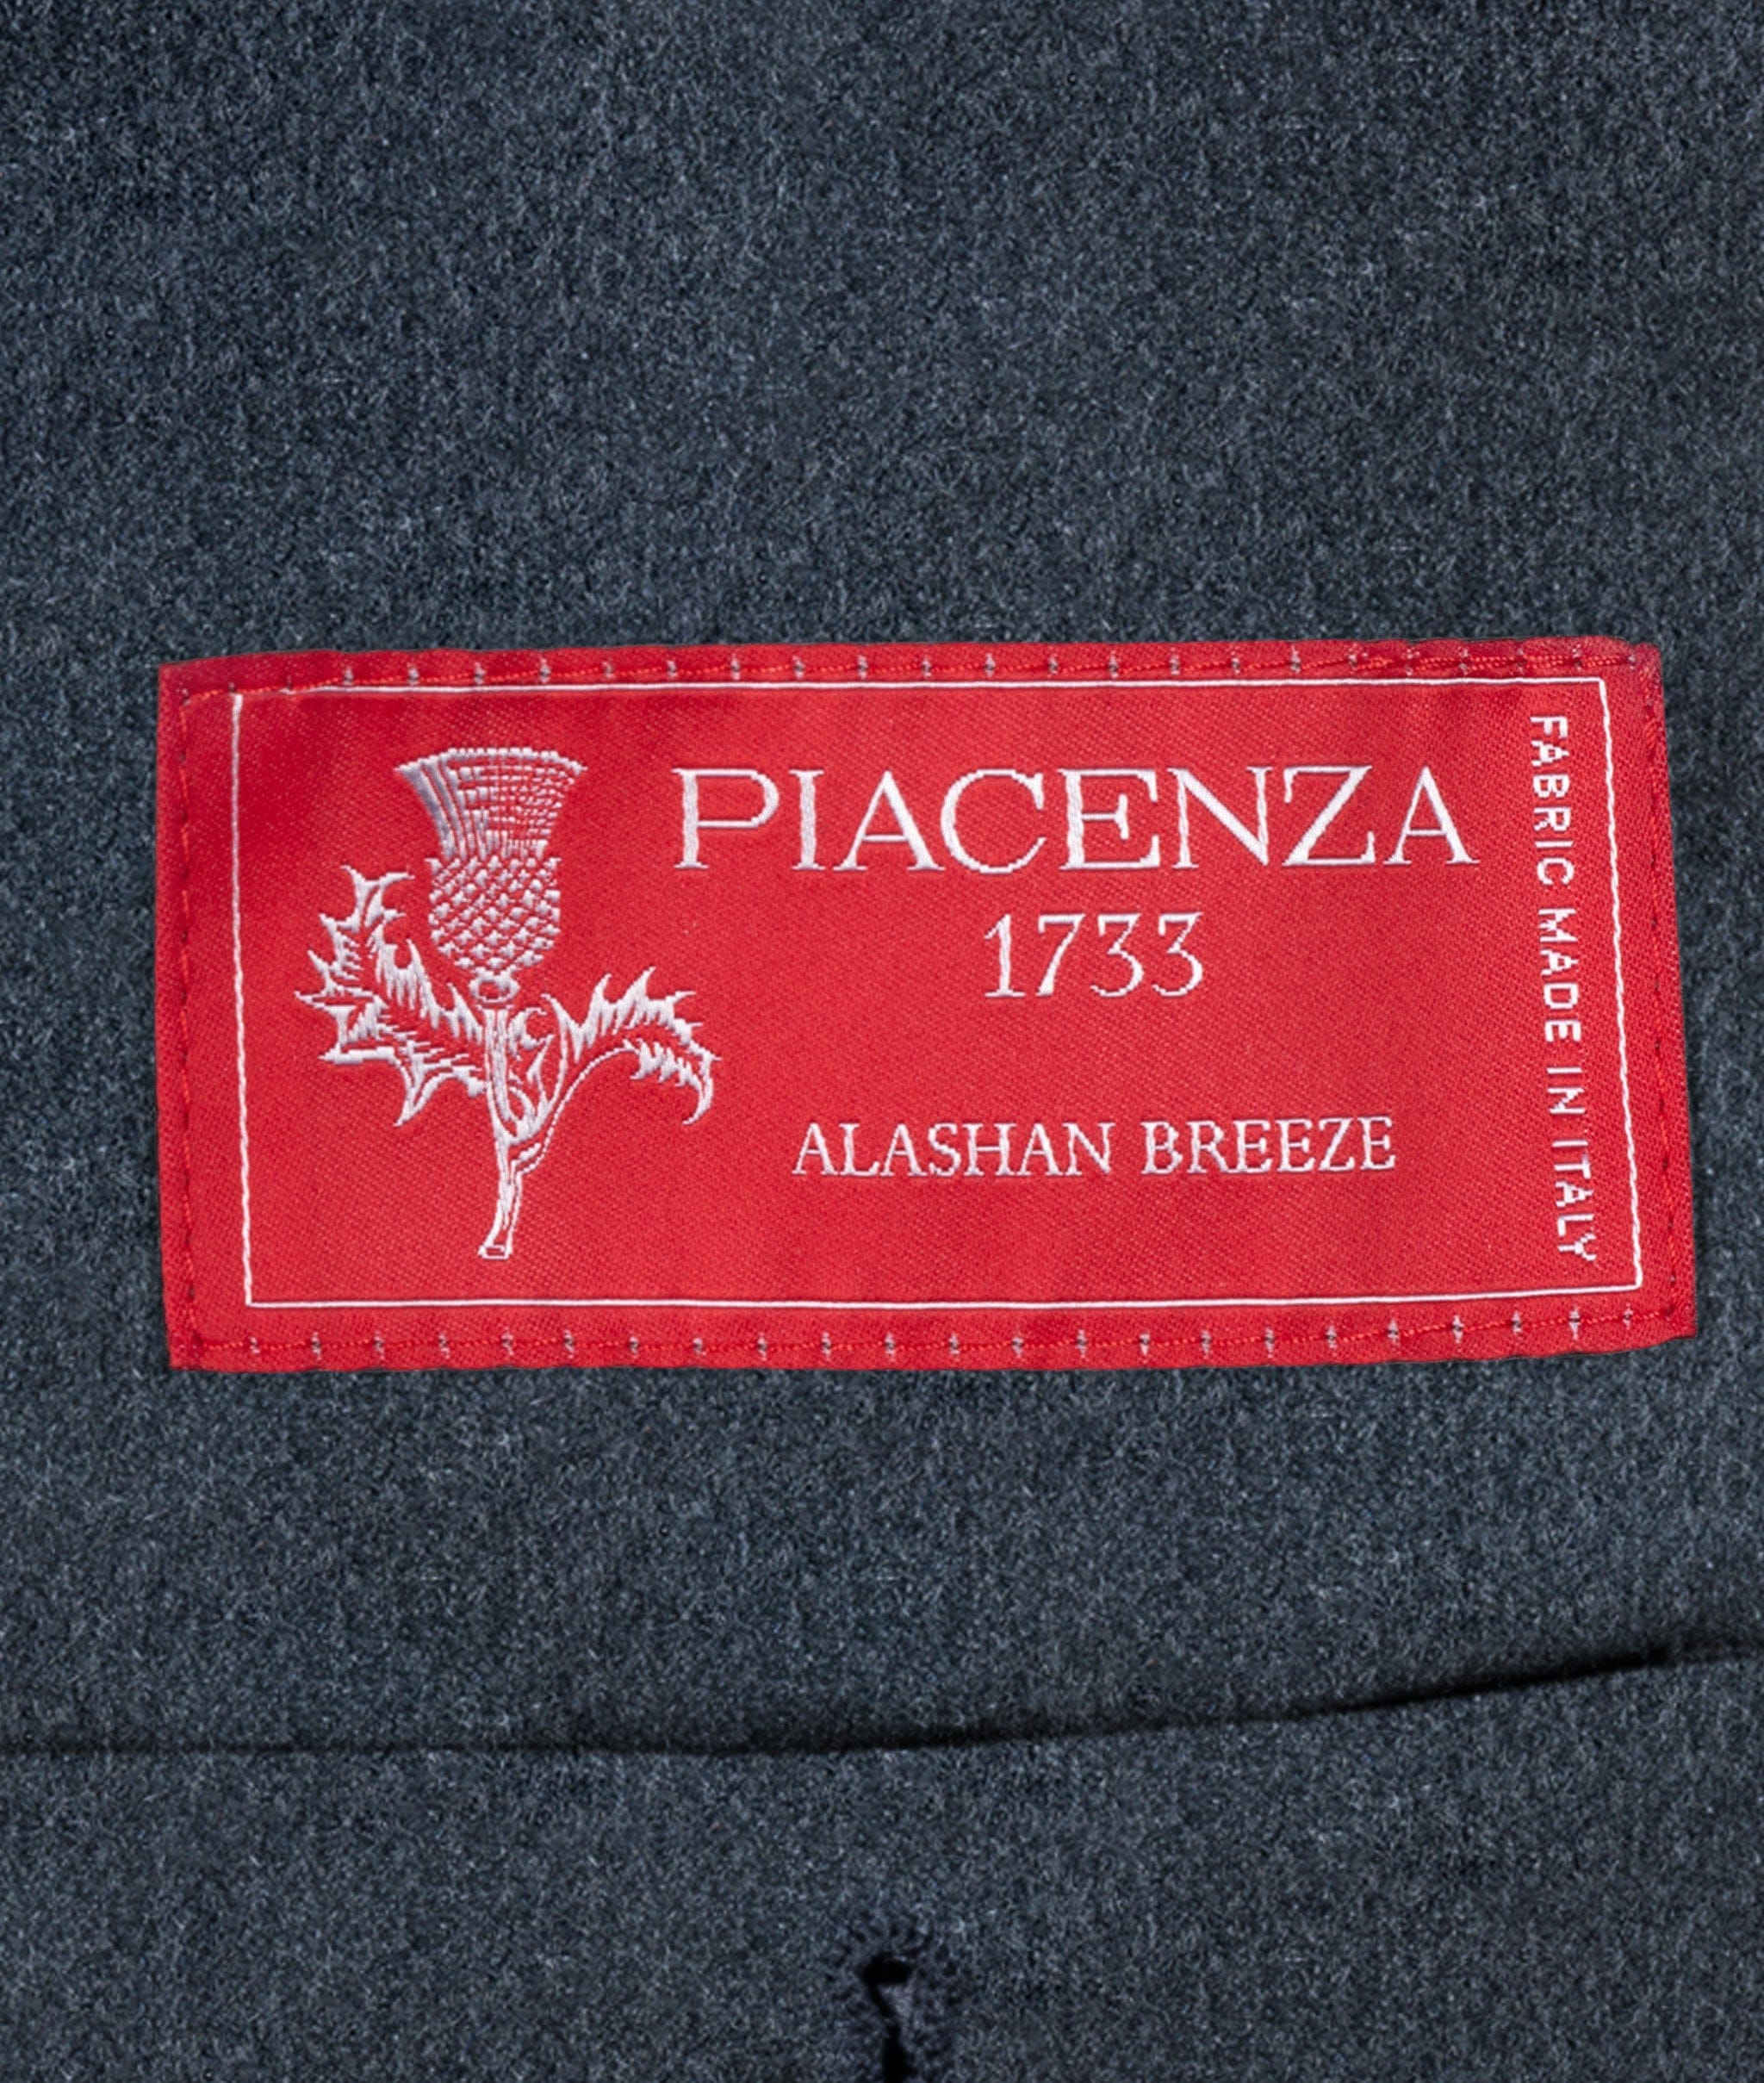 PIACENZA
1733
ALASHAN BREEZE
FABRIC MADE IN ITALY